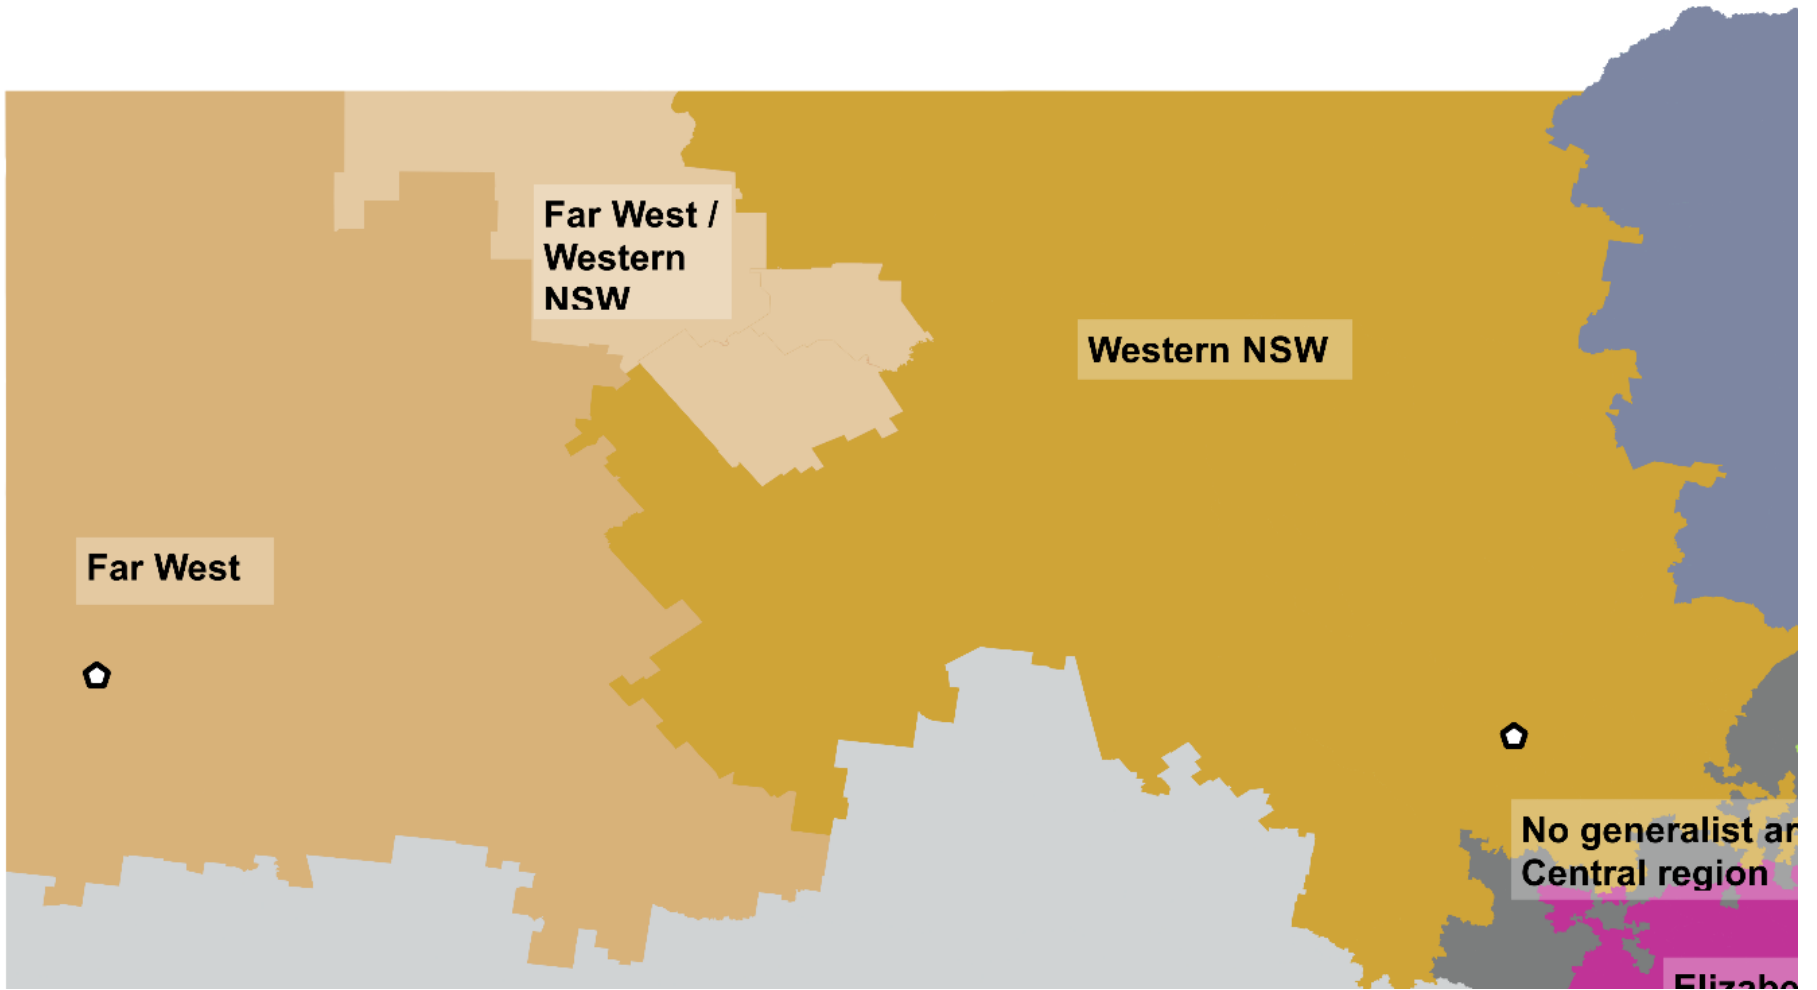 Far West /
Western
NSW
Western NSW
Far West
No generalist
Central region